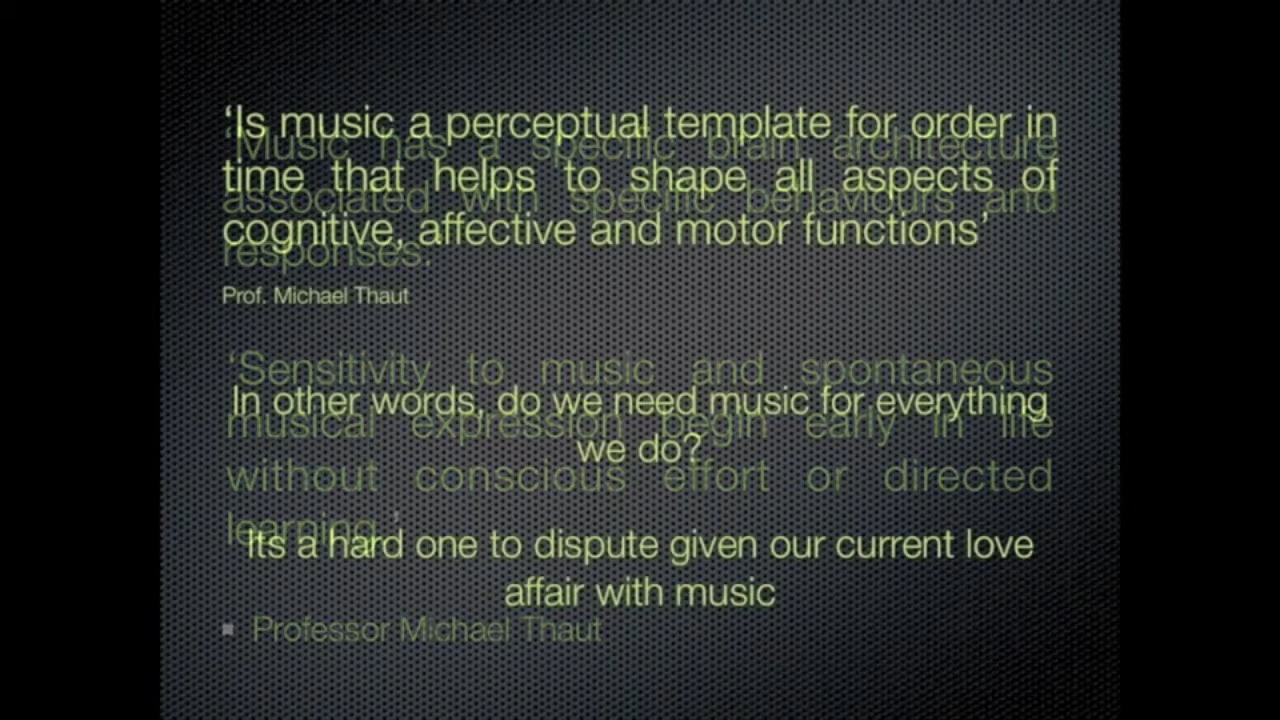 ‘Is music a perceptual template for order in
time that helps to shape all aspects of
cognitive, affective and motor functions’
Prof. Michael Thaut
In other words, do we need music for everything
we do?
Its a hard one to dispute given our current love
affair with music
‘Music has a specific brain architecture
associated with specific behaviours and
responses.
‘Sensitivity to music and spontaneous
musical expression begin early in life
without conscious effort or directed
learning.’
Professor Michael Thaut